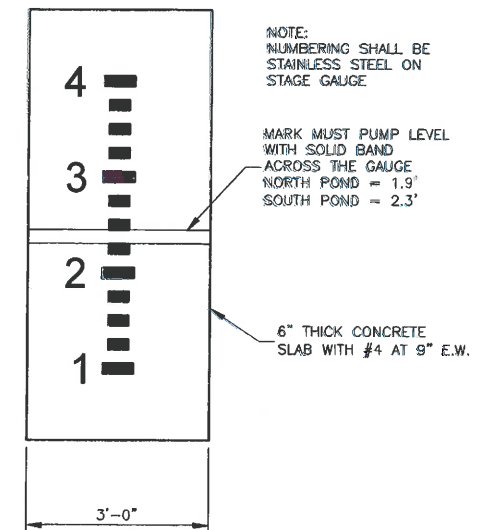 NOTE:
NUMBERING SHALL BE
STAINLESS STEEL ON
STAGE GAUGE
4
MARK MUST PUMP LEVEL
WITH SOLID BAND
ACROSS THE GAUGE
NORTH POND = 1.9'
SOUTH POND = 2.3'
3
2
6" THICK CONCRETE
SLAB WITH #4 AT 9" E.W.
1
3'-0"